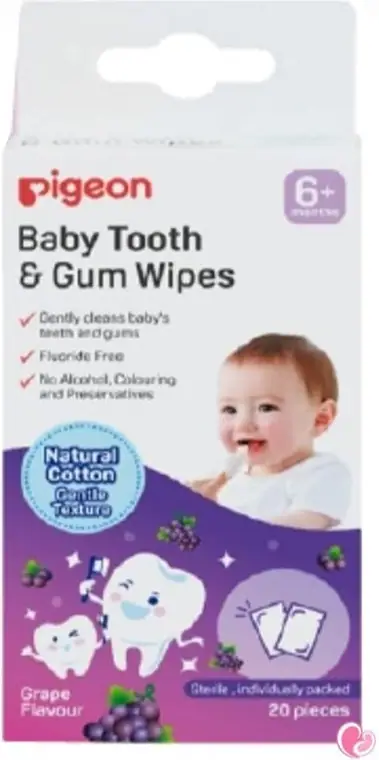 pigeon
6+
months
Baby Tooth
& Gum Wipes
Gently cleans baby's
teeth and gums
Fluoride Free
No Alcohol, Colouring
and Preservatives
Natural
Cotton
Gentle
Texture
Grape
Flavour
Sterile, individually packed
20 pieces